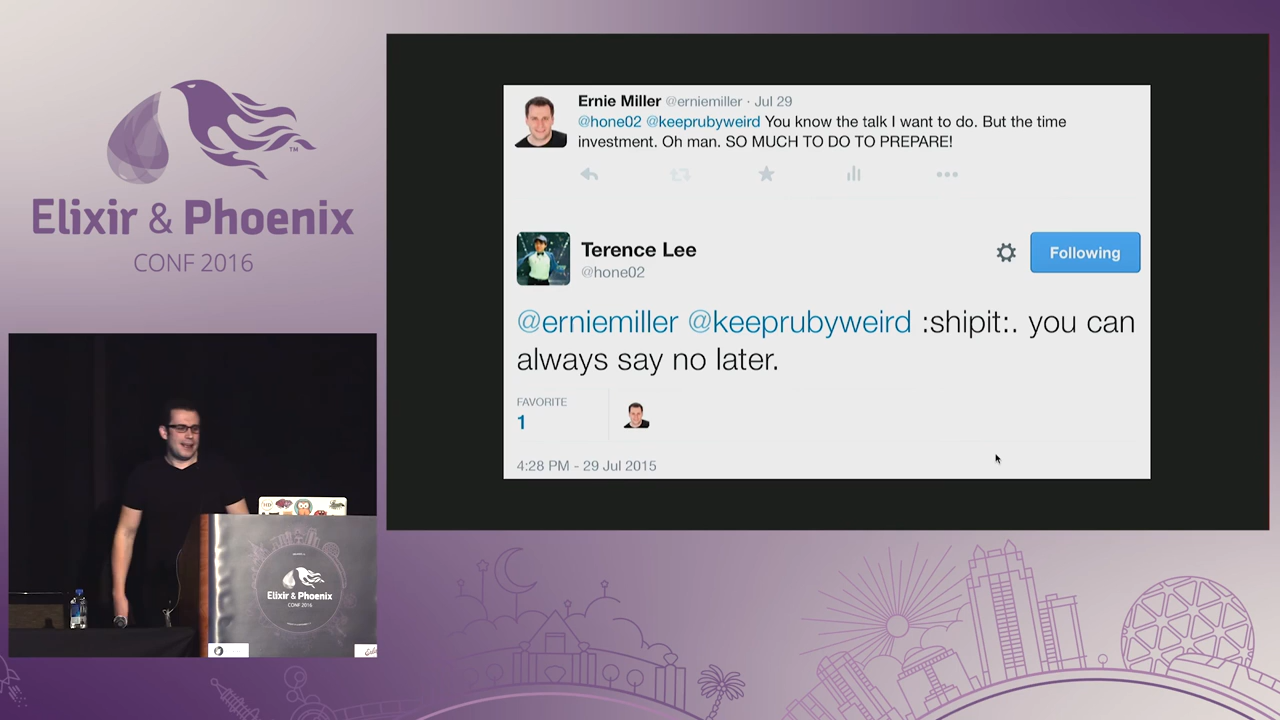 Elixir & Phoenix
CONF 2016
TM
Ernie Miller @erniemiller · Jul 29
@hone02 @keeprubyweird You know the talk I want to do. But the time
investment. Oh man. SO MUCH TO DO TO PREPARE!
Terence Lee
@hone02
Following
@erniemiller @keeprubyweird :shipit:. you can
always say no later.
FAVORITE
1
4:28 PM - 29 Jul 2015
Elixir & Phoenix
CONF 2016